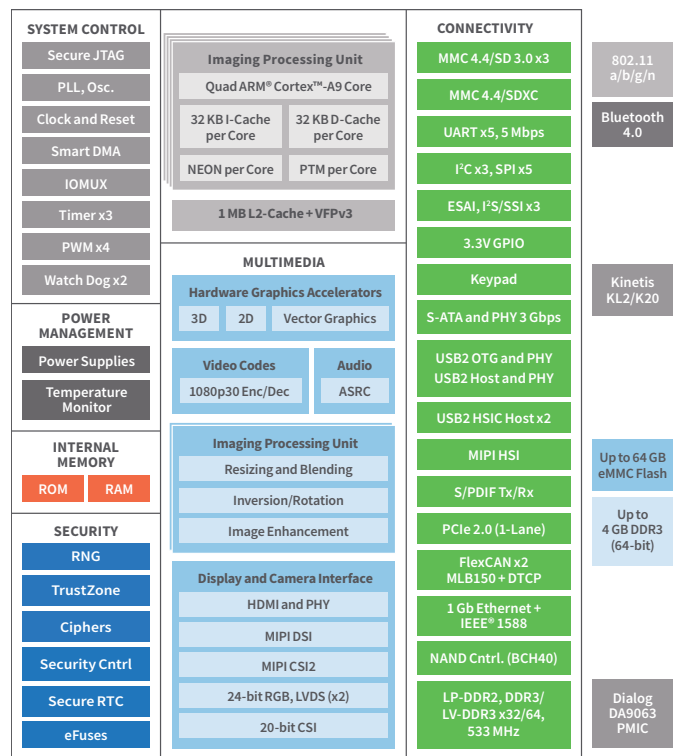 SYSTEM CONTROL
Secure JTAG
PLL, Osc.
Clock and Reset
Smart DMA
IOMUX
Timer x3
PWM x4
Watch Dog x2
POWER
MANAGEMENT
Power Supplies
Temperature
Monitor
INTERNAL
MEMORY
ROM
RAM
SECURITY
RNG
TrustZone
Ciphers
Security Cntrl
Secure RTC
eFuses
Imaging Processing Unit
Quad ARM® Cortex™-A9 Core
32 KB I-Cache
per Core
32 KB D-Cache
per Core
NEON per Core
PTM per Core
1 MB L2-Cache + VFPv3
MULTIMEDIA
Hardware Graphics Accelerators
3D
2D
Vector Graphics
Video Codes
1080p30 Enc/Dec
Audio
ASRC
Imaging Processing Unit
Resizing and Blending
Inversion/Rotation
Image Enhancement
Display and Camera Interface
HDMI and PHY
MIPI DSI
MIPI CSI2
24-bit RGB, LVDS (x2)
20-bit CSI
CONNECTIVITY
MMC 4.4/SD 3.0 x3
MMC 4.4/SDXC
UART x5, 5 Mbps
I²C x3, SPI x5
ESAI, I²S/SSI x3
3.3V GPIO
Keypad
S-ATA and PHY 3 Gbps
USB2 OTG and PHY
USB2 Host and PHY
USB2 HSIC Host x2
MIPI HSI
S/PDIF Tx/Rx
PCIe 2.0 (1-Lane)
FlexCAN x2
MLB150 + DTCP
1 Gb Ethernet +
IEEE® 1588
NAND Cntrl. (BCH40)
LP-DDR2, DDR3/
LV-DDR3 x32/64,
533 MHz
802.11
a/b/g/n
Bluetooth
4.0
Kinetis
KL2/K20
Up to 64 GB
eMMC Flash
Up to
4 GB DDR3
(64-bit)
Dialog
DA9063
PMIC